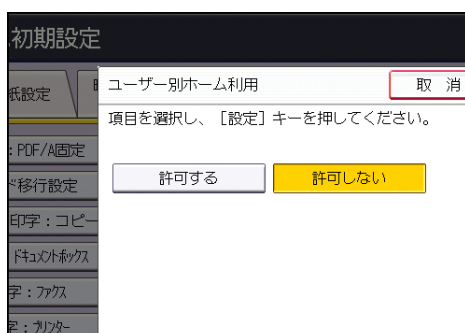 初期設定
紙設定
ユーザー別ホーム利用
取 消
項目を選択し、［設定］キーを押してください。
：PDF/A固定
許可する
許可しない
移行設定
印字：コピー
ﾄﾞｷｭﾒﾝﾄﾎﾞｯｸｽ
字：ﾌｧｸｽ
字：ﾌﾟﾘﾝﾀｰ